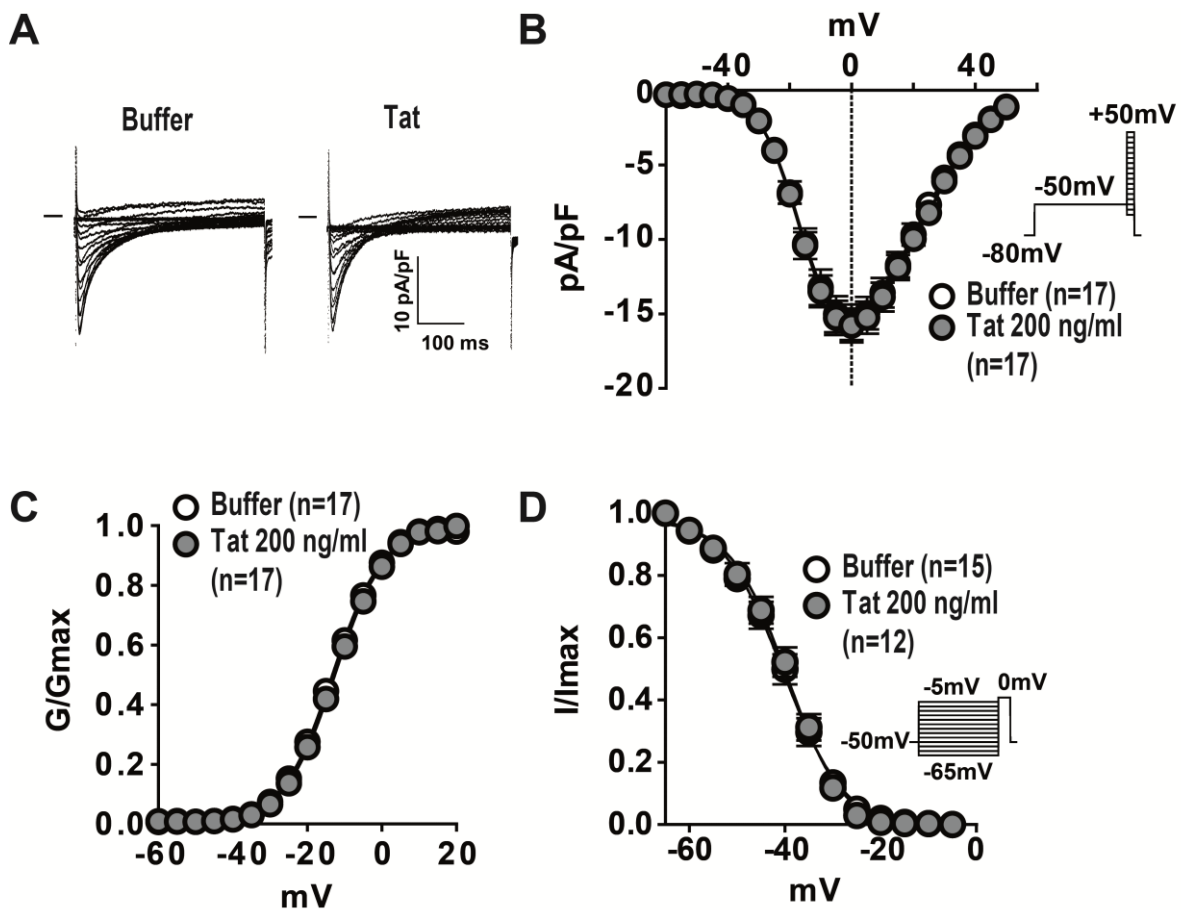 A
Buffer
Tat
10 pA/pF
100 ms
B
mV
-40
0
40
0
-5
-10
-15
-20
pA/pF
+50mV
-50mV
-80mV
Buffer (n=17)
Tat 200 ng/ml
(n=17)
C
Buffer (n=17)
Tat 200 ng/ml
(n=17)
1.0
0.8
0.6
0.4
0.2
0.0
G/Gmax
-60
-40
-20
0
20
mV
D
Buffer (n=15)
Tat 200 ng/ml
(n=12)
1.0
0.8
0.6
0.4
0.2
0.0
I/Imax
0mV
-5mV
-50mV
-65mV
-60
-40
-20
0
mV